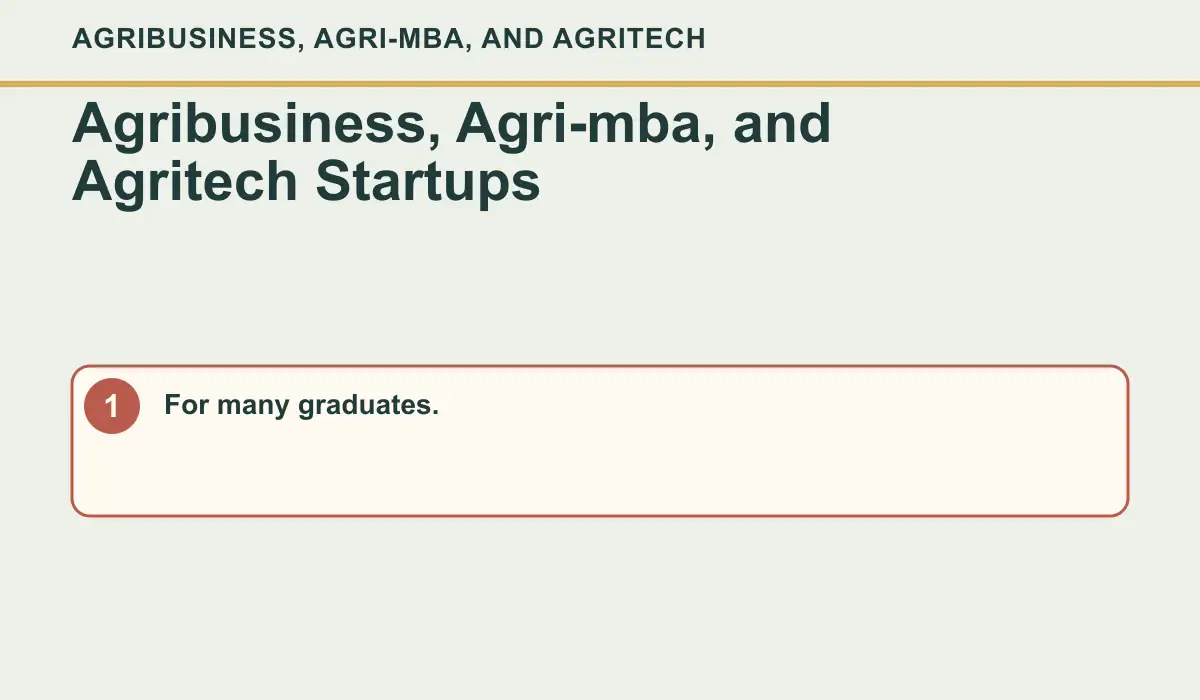 AGRIBUSINESS, AGRI-MBA, AND AGRITECH
Agribusiness, Agri-mba, and
Agritech Startups
1 For many graduates.